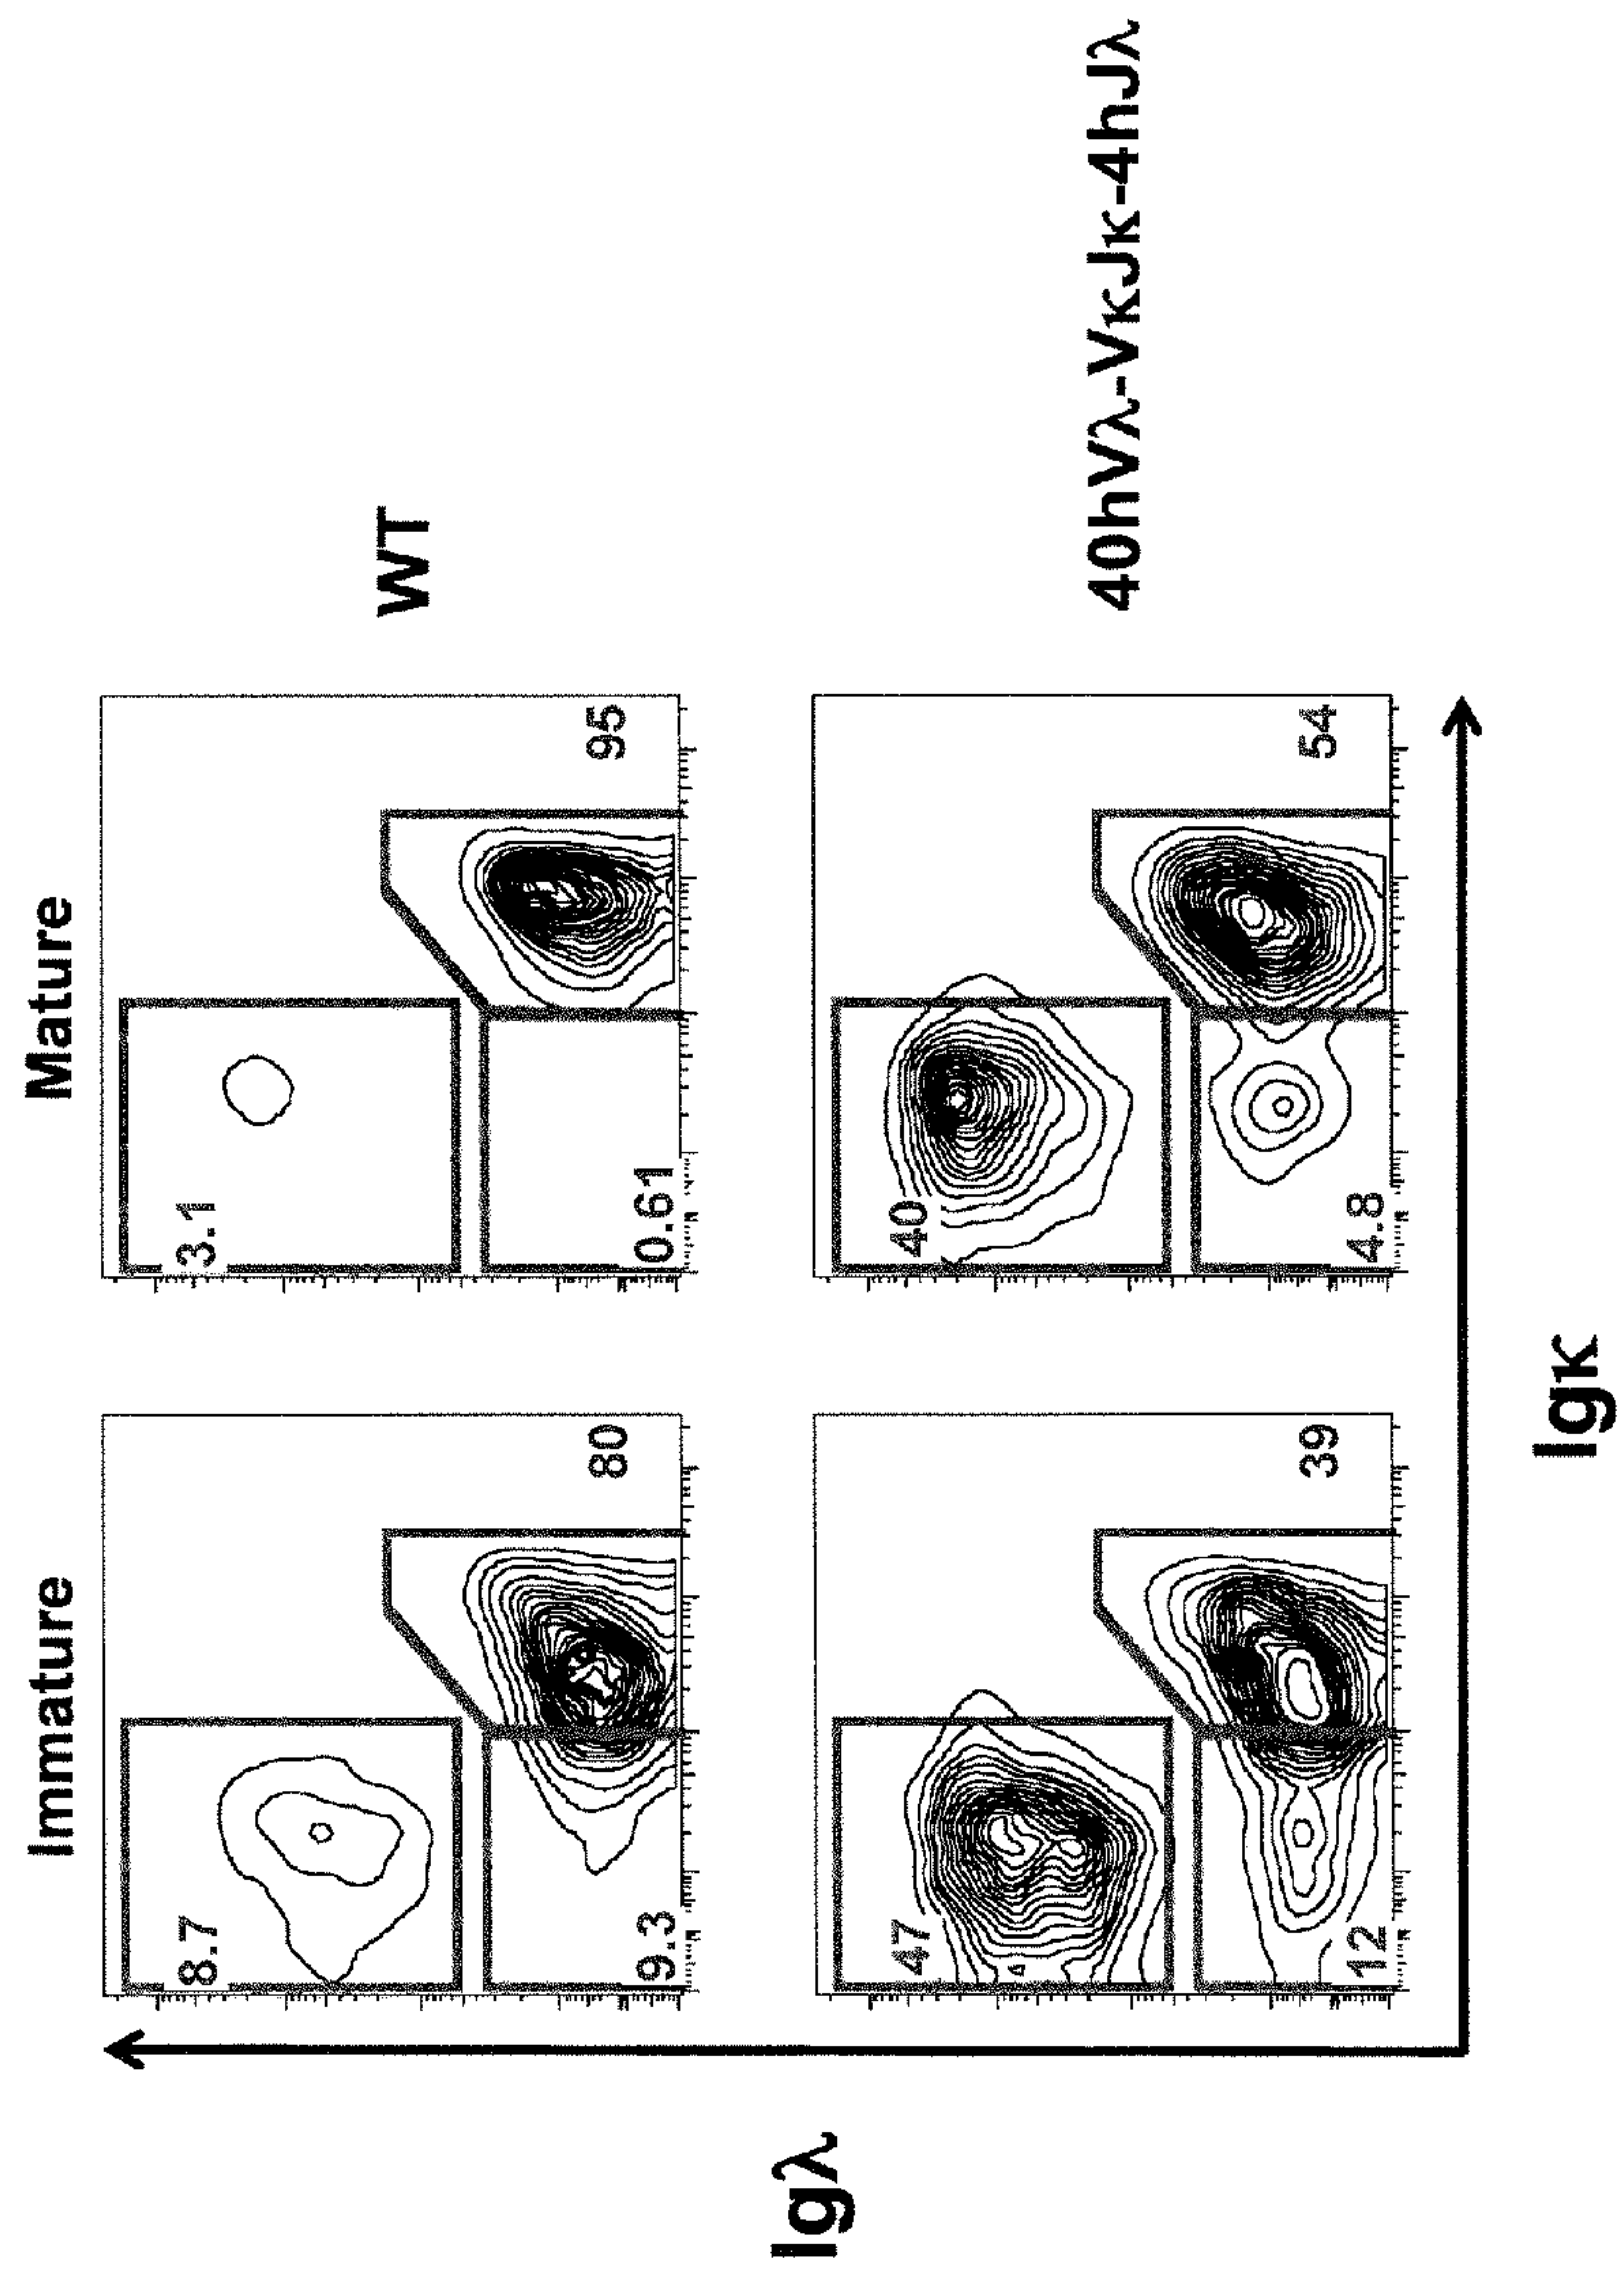 Immature
Mature
8.7
80
9.3
3.1
95
0.61
WT
47
39
12
40
54
4.8
40hVλ-VκJκ-4hJλ
Igλ
Igκ